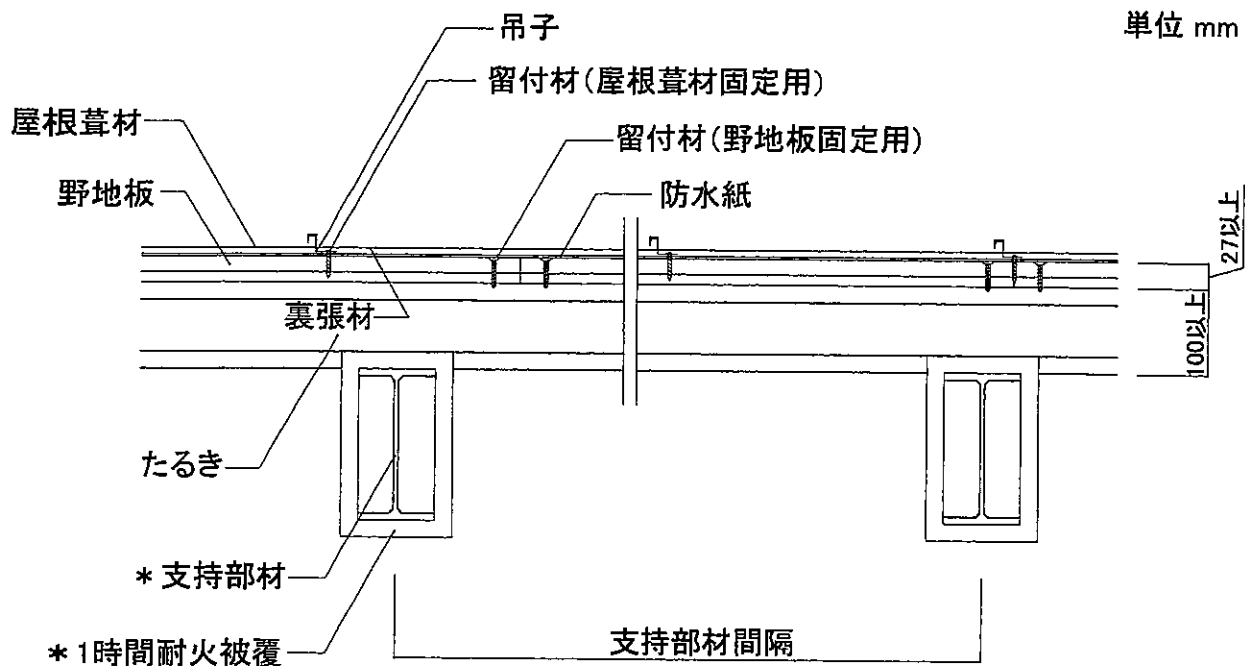 単位 mm
吊子
留付材(屋根葺材固定用)
屋根葺材
留付材(野地板固定用)
野地板
防水紙
27以上
裏張材
100以上
たるき
*支持部材
*1時間耐火被覆
支持部材間隔